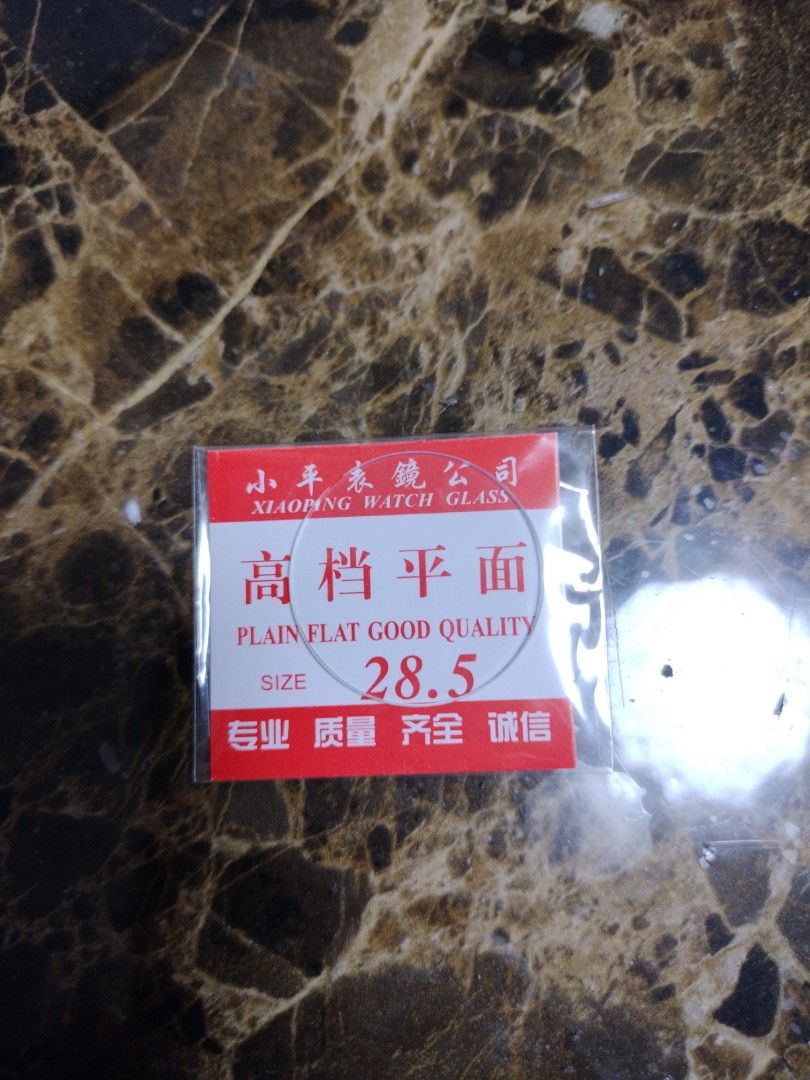 小平表鏡公司
XIAOPING WATCH GLASS
高档平面
PLAIN FLAT GOOD QUALITY
SIZE 28.5
专业 质量 齐全 诚信